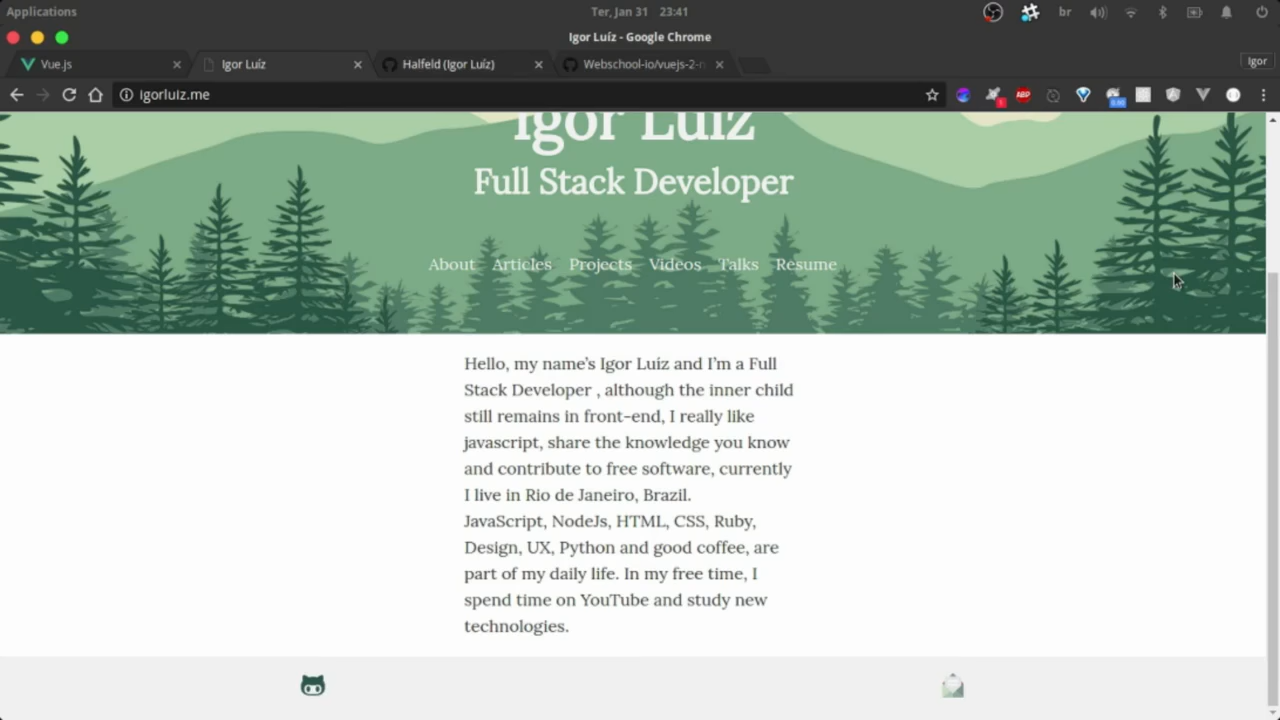 Applications
Ter, Jan 31 23:41
br
Igor Luíz - Google Chrome
Vue.js
Igor Luíz
Halfeld (Igor Luíz)
Webschool-io/vuejs-2-n
Igor
igorluiz.me
ABP
Igor Luíz
Full Stack Developer
About Articles Projects Videos Talks Resume
Hello, my name’s Igor Luíz and I’m a Full
Stack Developer , although the inner child
still remains in front-end, I really like
javascript, share the knowledge you know
and contribute to free software, currently
I live in Rio de Janeiro, Brazil.
JavaScript, NodeJs, HTML, CSS, Ruby,
Design, UX, Python and good coffee, are
part of my daily life. In my free time, I
spend time on YouTube and study new
technologies.